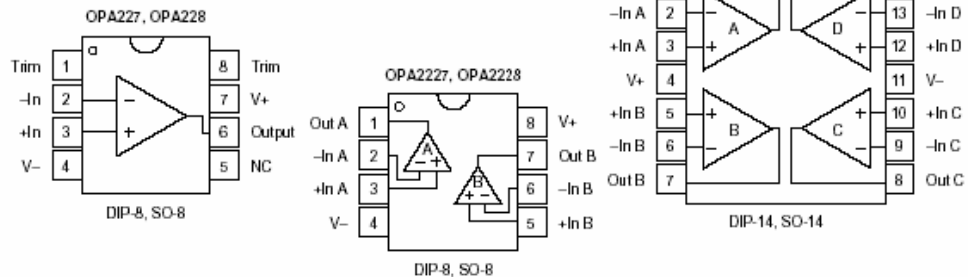 OPA227, OPA228
Trim 1 8 Trim
–In 2 – 7 V+
+In 3 + 6 Output
V– 4 5 NC
DIP-8, SO-8
OPA2227, OPA2228
Out A 1 8 V+
–In A 2 A – + 7 Out B
+In A 3 B + – 6 –In B
V– 4 5 +In B
DIP-8, SO-8
–In A 2 – – 13 –In D
A D
+In A 3 + + 12 +In D
V+ 4 11 V–
+In B 5 + + 10 +In C
B C
–In B 6 – – 9 –In C
Out B 7 8 Out C
DIP-14, SO-14